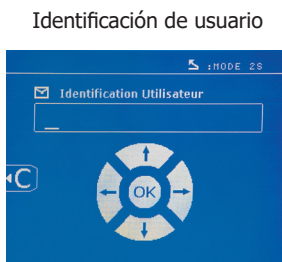 Identificación de usuario
:MODE 2S
Identification Utilisateur
_
C
OK